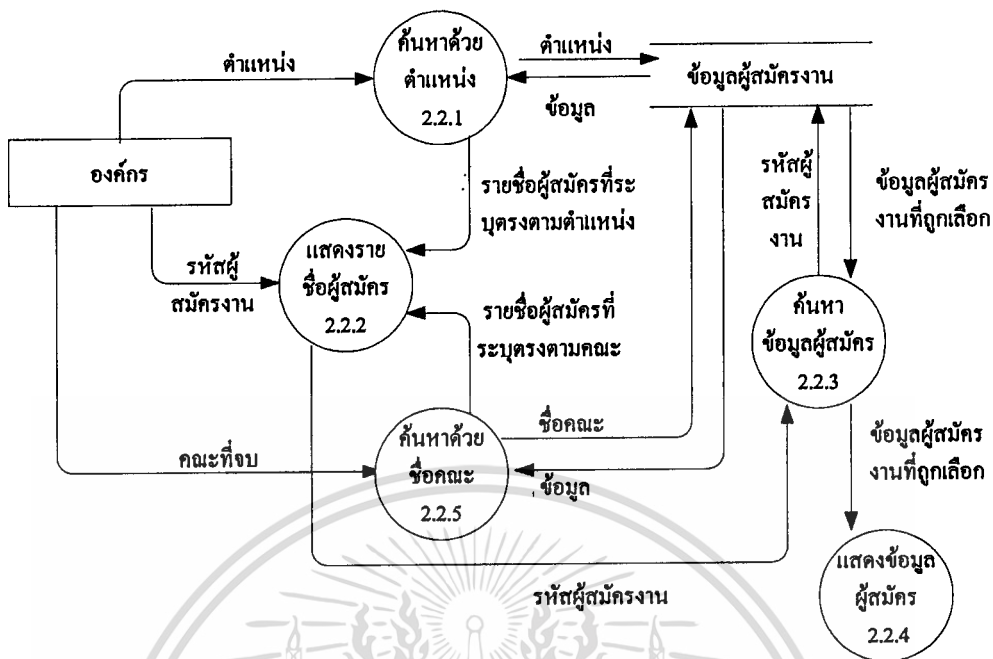 ค้นหาด้วย
ตำแหน่ง
2.2.1
ตำแหน่ง
ตำแหน่ง
ข้อมูลผู้สมัครงาน
ข้อมูล
องค์กร
รายชื่อผู้สมัครที่ระ
บุตรงตามตำแหน่ง
รหัสผู้
สมัคร
งาน
ข้อมูลผู้สมัคร
งานที่ถูกเลือก
รหัสผู้
สมัครงาน
แสดงราย
ชื่อผู้สมัคร
2.2.2
รายชื่อผู้สมัครที่
ระบุตรงตามคณะ
ค้นหา
ข้อมูลผู้สมัคร
2.2.3
คณะที่จบ
ค้นหาด้วย
ชื่อคณะ
2.2.5
ชื่อคณะ
ข้อมูล
ข้อมูลผู้สมัคร
งานที่ถูกเลือก
รหัสผู้สมัครงาน
แสดงข้อมูล
ผู้สมัคร
2.2.4